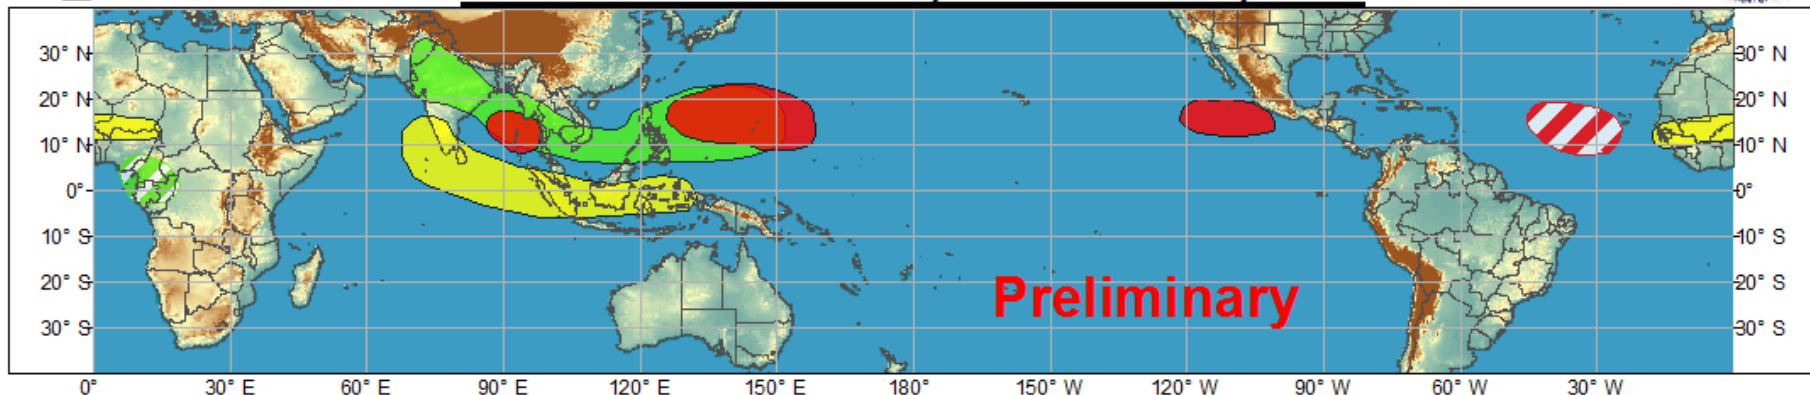 30° N
30° N
20° N
20° N
10° N
10° N
0°
0°
10° S
10° S
20° S
20° S
Preliminary
30° S
30° S
0°
30° E
60° E
90° E
120° E
150° E
180°
150° W
120° W
90° W
60° W
30° W